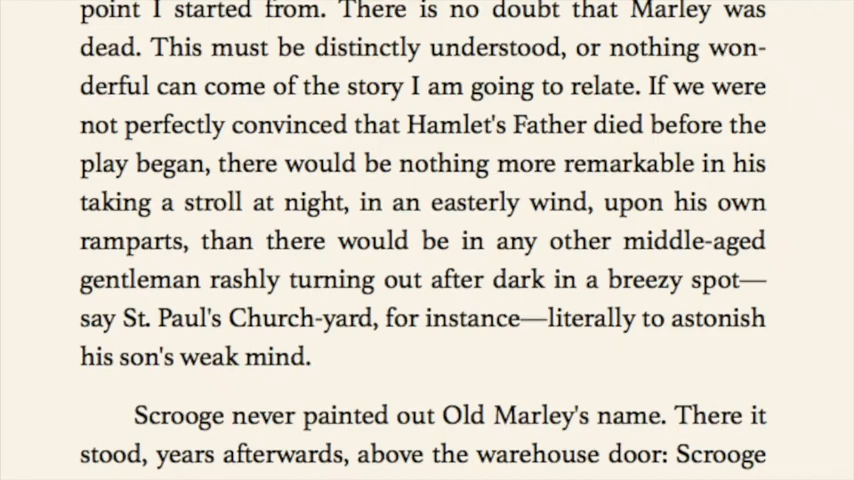 point I started from. There is no doubt that Marley was
dead. This must be distinctly understood, or nothing won-
derful can come of the story I am going to relate. If we were
not perfectly convinced that Hamlet's Father died before the
play began, there would be nothing more remarkable in his
taking a stroll at night, in an easterly wind, upon his own
ramparts, than there would be in any other middle-aged
gentleman rashly turning out after dark in a breezy spot—
say St. Paul's Church-yard, for instance—literally to astonish
his son's weak mind.
Scrooge never painted out Old Marley's name. There it
stood, years afterwards, above the warehouse door: Scrooge